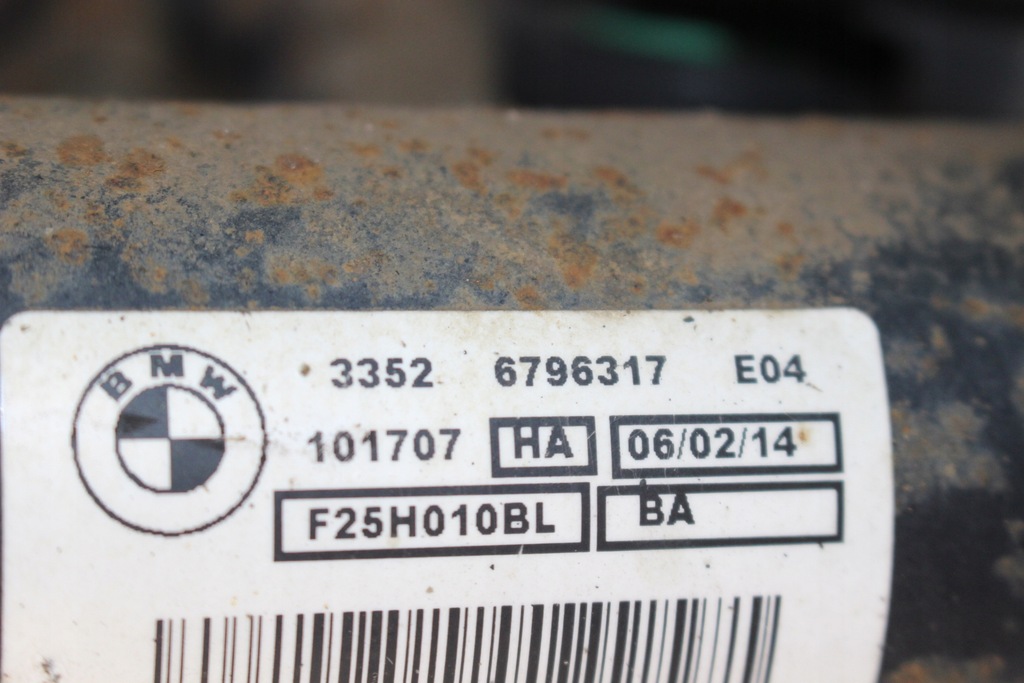 BMW
3352 6796317 E04
101707 HA 06/02/14
F25H010BL BA